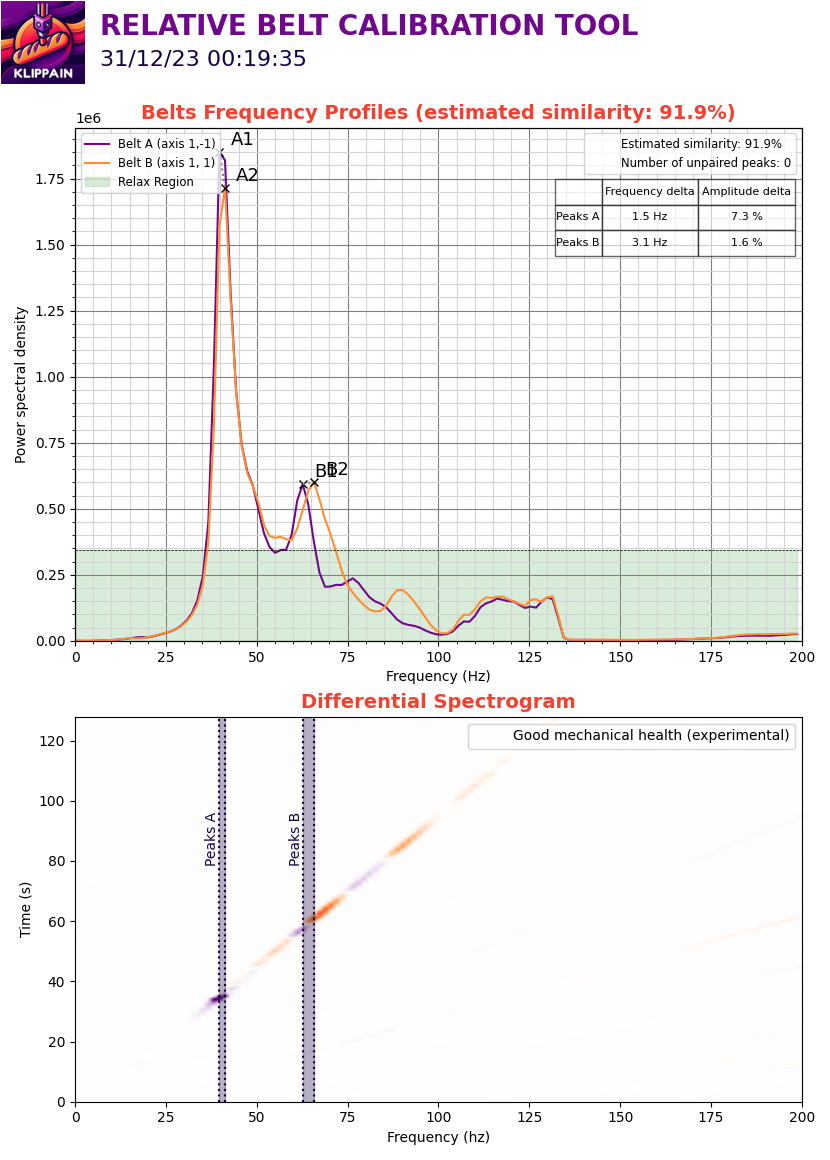 KLIPPAIN
RELATIVE BELT CALIBRATION TOOL
31/12/23 00:19:35
Belts Frequency Profiles (estimated similarity: 91.9%)
1e6
Belt A (axis 1,-1)
Belt B (axis 1, 1)
Relax Region
A1
A2
Estimated similarity: 91.9%
Number of unpaired peaks: 0
Frequency delta Amplitude delta
Peaks A 1.5 Hz 7.3 %
Peaks B 3.1 Hz 1.6 %
B1
B2
Power spectral density
1.75
1.50
1.25
1.00
0.75
0.50
0.25
0.00
0 25 50 75 100 125 150 175 200
Frequency (Hz)
Differential Spectrogram
Good mechanical health (experimental)
Peaks A
Peaks B
Time (s)
120
100
80
60
40
20
0
0 25 50 75 100 125 150 175 200
Frequency (hz)